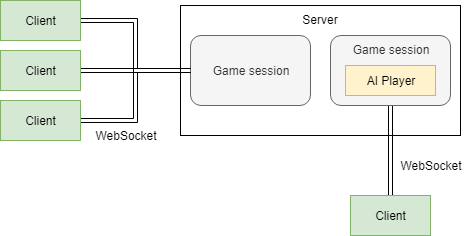 Client
Server
Client
Game session
Game session
AI Player
Client
WebSocket
WebSocket
Client